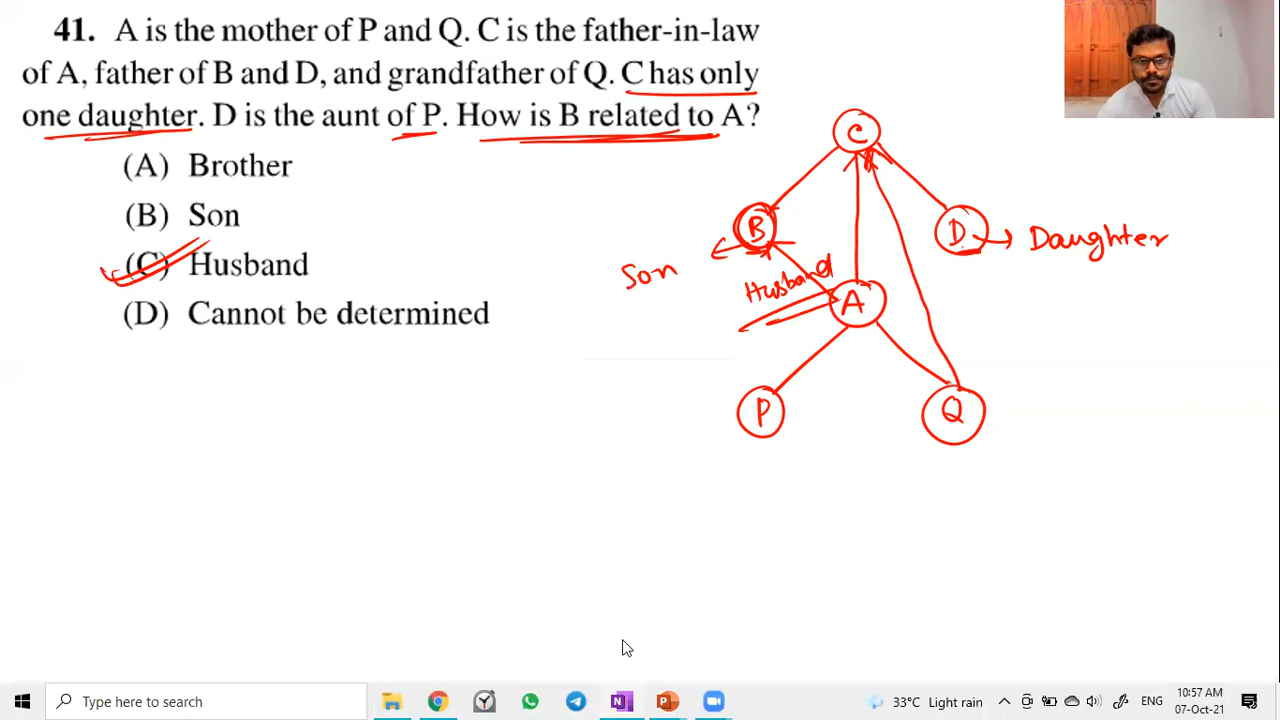 41. A is the mother of P and Q. C is the father-in-law
of A, father of B and D, and grandfather of Q. C has only
one daughter. D is the aunt of P. How is B related to A?
(A) Brother
(B) Son
(C) Husband
(D) Cannot be determined
C
B
D
Daughter
Son
Husband
A
P
Q
Type here to search
33°C Light rain
ENG
10:57 AM
07-Oct-21